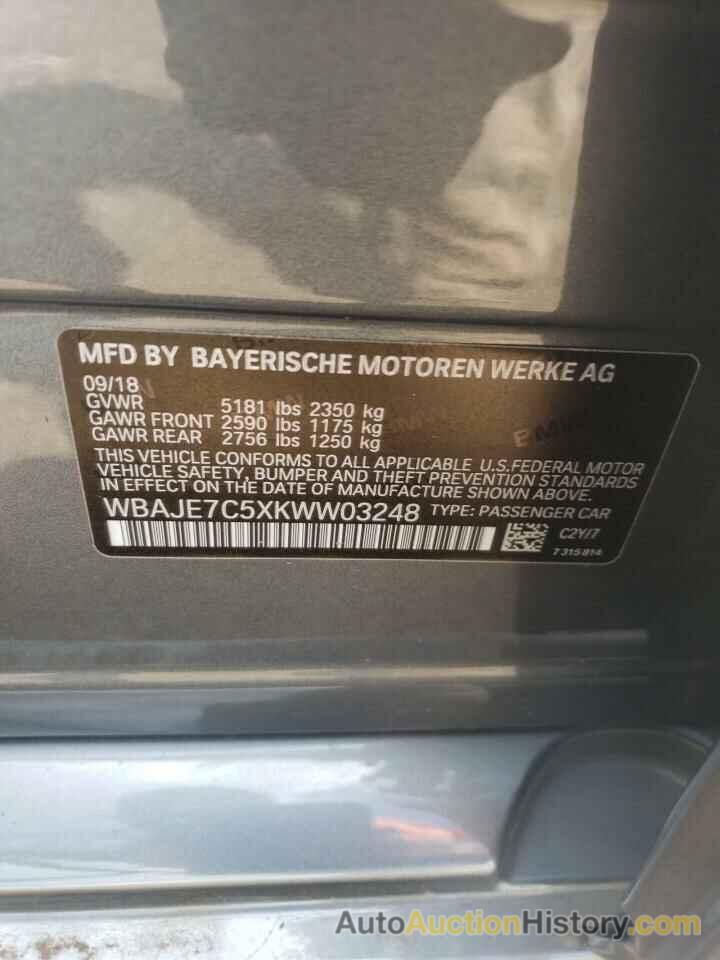 MFD BY BAYERISCHE MOTOREN WERKE AG
09/18
GVWR 5181 lbs 2350 kg
GAWR FRONT 2590 lbs 1175 kg
GAWR REAR 2756 lbs 1250 kg
THIS VEHICLE CONFORMS TO ALL APPLICABLE U.S.FEDERAL MOTOR
VEHICLE SAFETY, BUMPER AND THEFT PREVENTION STANDARDS
IN EFFECT ON THE DATE OF MANUFACTURE SHOWN ABOVE.
WBAJE7C5XKWW03248 TYPE: PASSENGER CAR
C2Y/7
7 315 814
AutoAuctionHistory.com